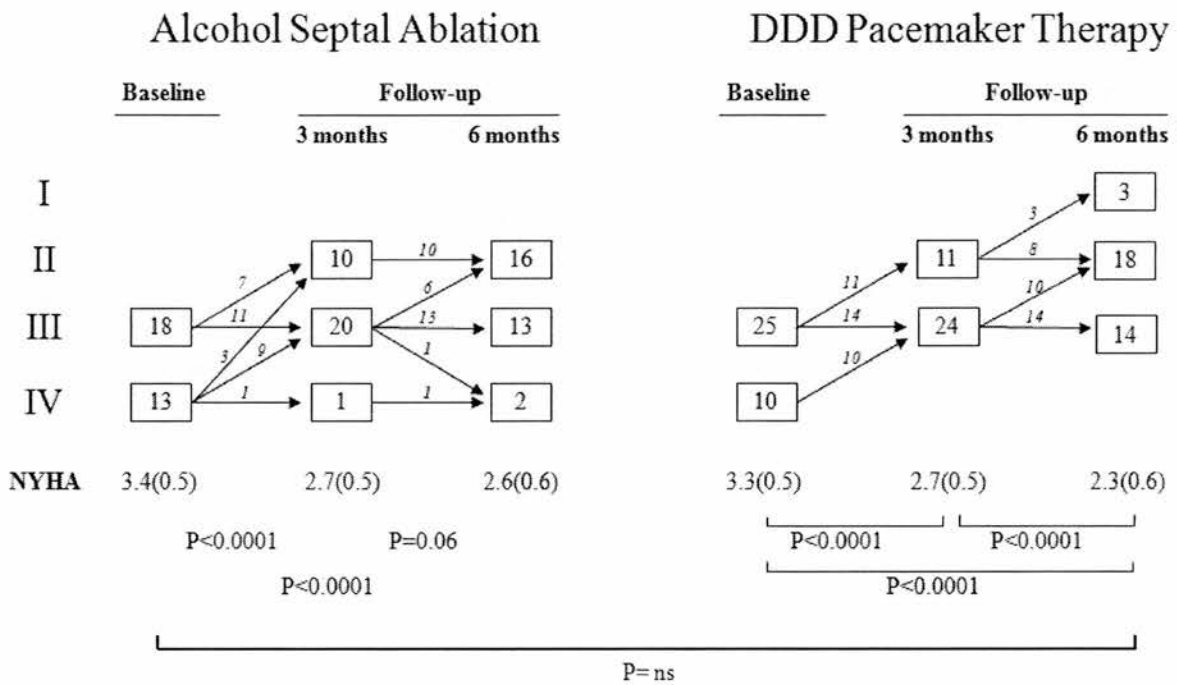 Alcohol Septal Ablation DDD Pacemaker Therapy
Baseline Follow-up Baseline Follow-up
3 months 6 months 3 months 6 months
I 3
3
II 10 10 16 11 8 18
7 6 11 10
III 18 11 20 13 13 25 14 24 14 14
3 9 1 10
IV 13 1 1 1 2 10
NYHA 3.4(0.5) 2.7(0.5) 2.6(0.6) 3.3(0.5) 2.7(0.5) 2.3(0.6)
P<0.0001 P=0.06 P<0.0001 P<0.0001
P<0.0001 P<0.0001
P= ns